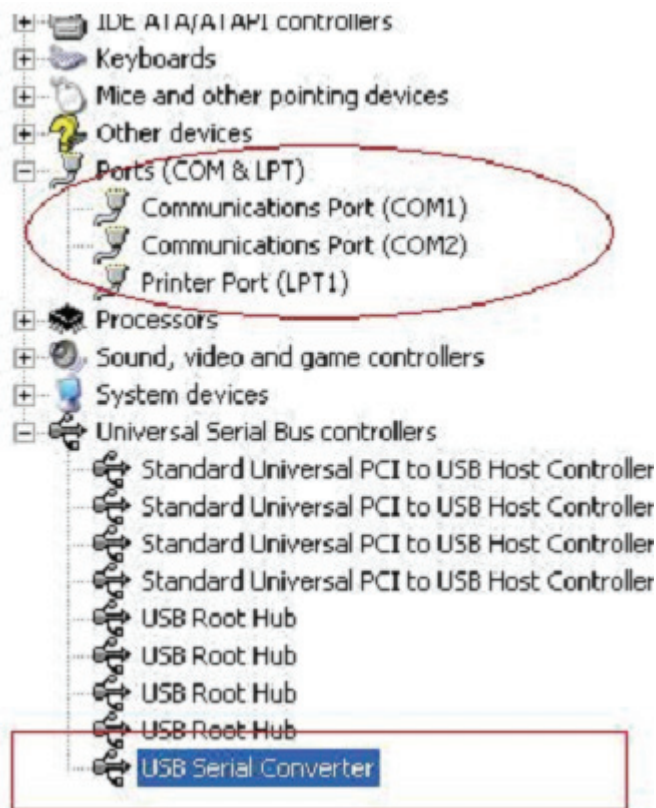 IDE ATA/ATAPI controllers
Keyboards
Mice and other pointing devices
Other devices
Ports (COM & LPT)
Communications Port (COM1)
Communications Port (COM2)
Printer Port (LPT1)
Processors
Sound, video and game controllers
System devices
Universal Serial Bus controllers
Standard Universal PCI to USB Host Controller
Standard Universal PCI to USB Host Controller
Standard Universal PCI to USB Host Controller
Standard Universal PCI to USB Host Controller
USB Root Hub
USB Root Hub
USB Root Hub
USB Root Hub
USB Serial Converter